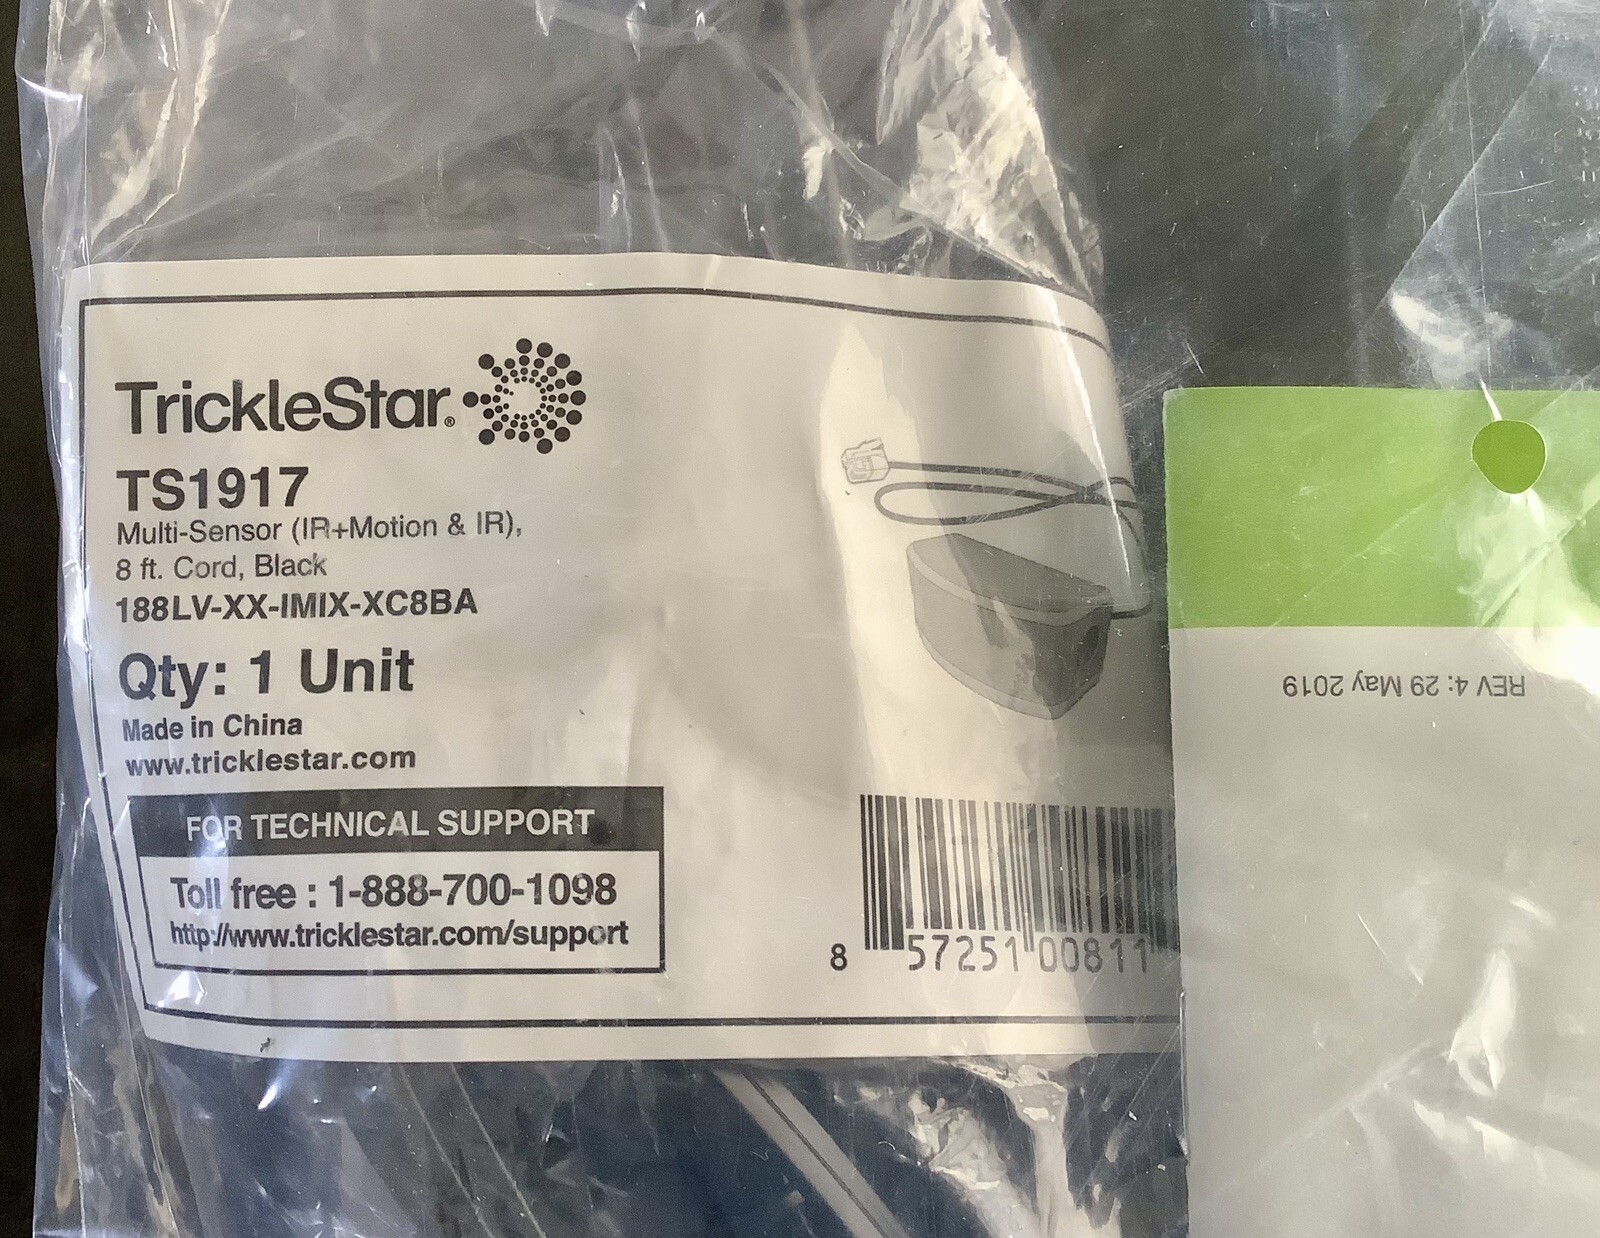 TrickleStar®
TS1917
Multi-Sensor (IR+Motion & IR),
8 ft. Cord, Black
188LV-XX-IMIX-XC8BA
Qty: 1 Unit
Made in China
www.tricklestar.com
FOR TECHNICAL SUPPORT
Toll free : 1-888-700-1098
http://www.tricklestar.com/support
8 57251 00811
REV 4: 29 May 2019